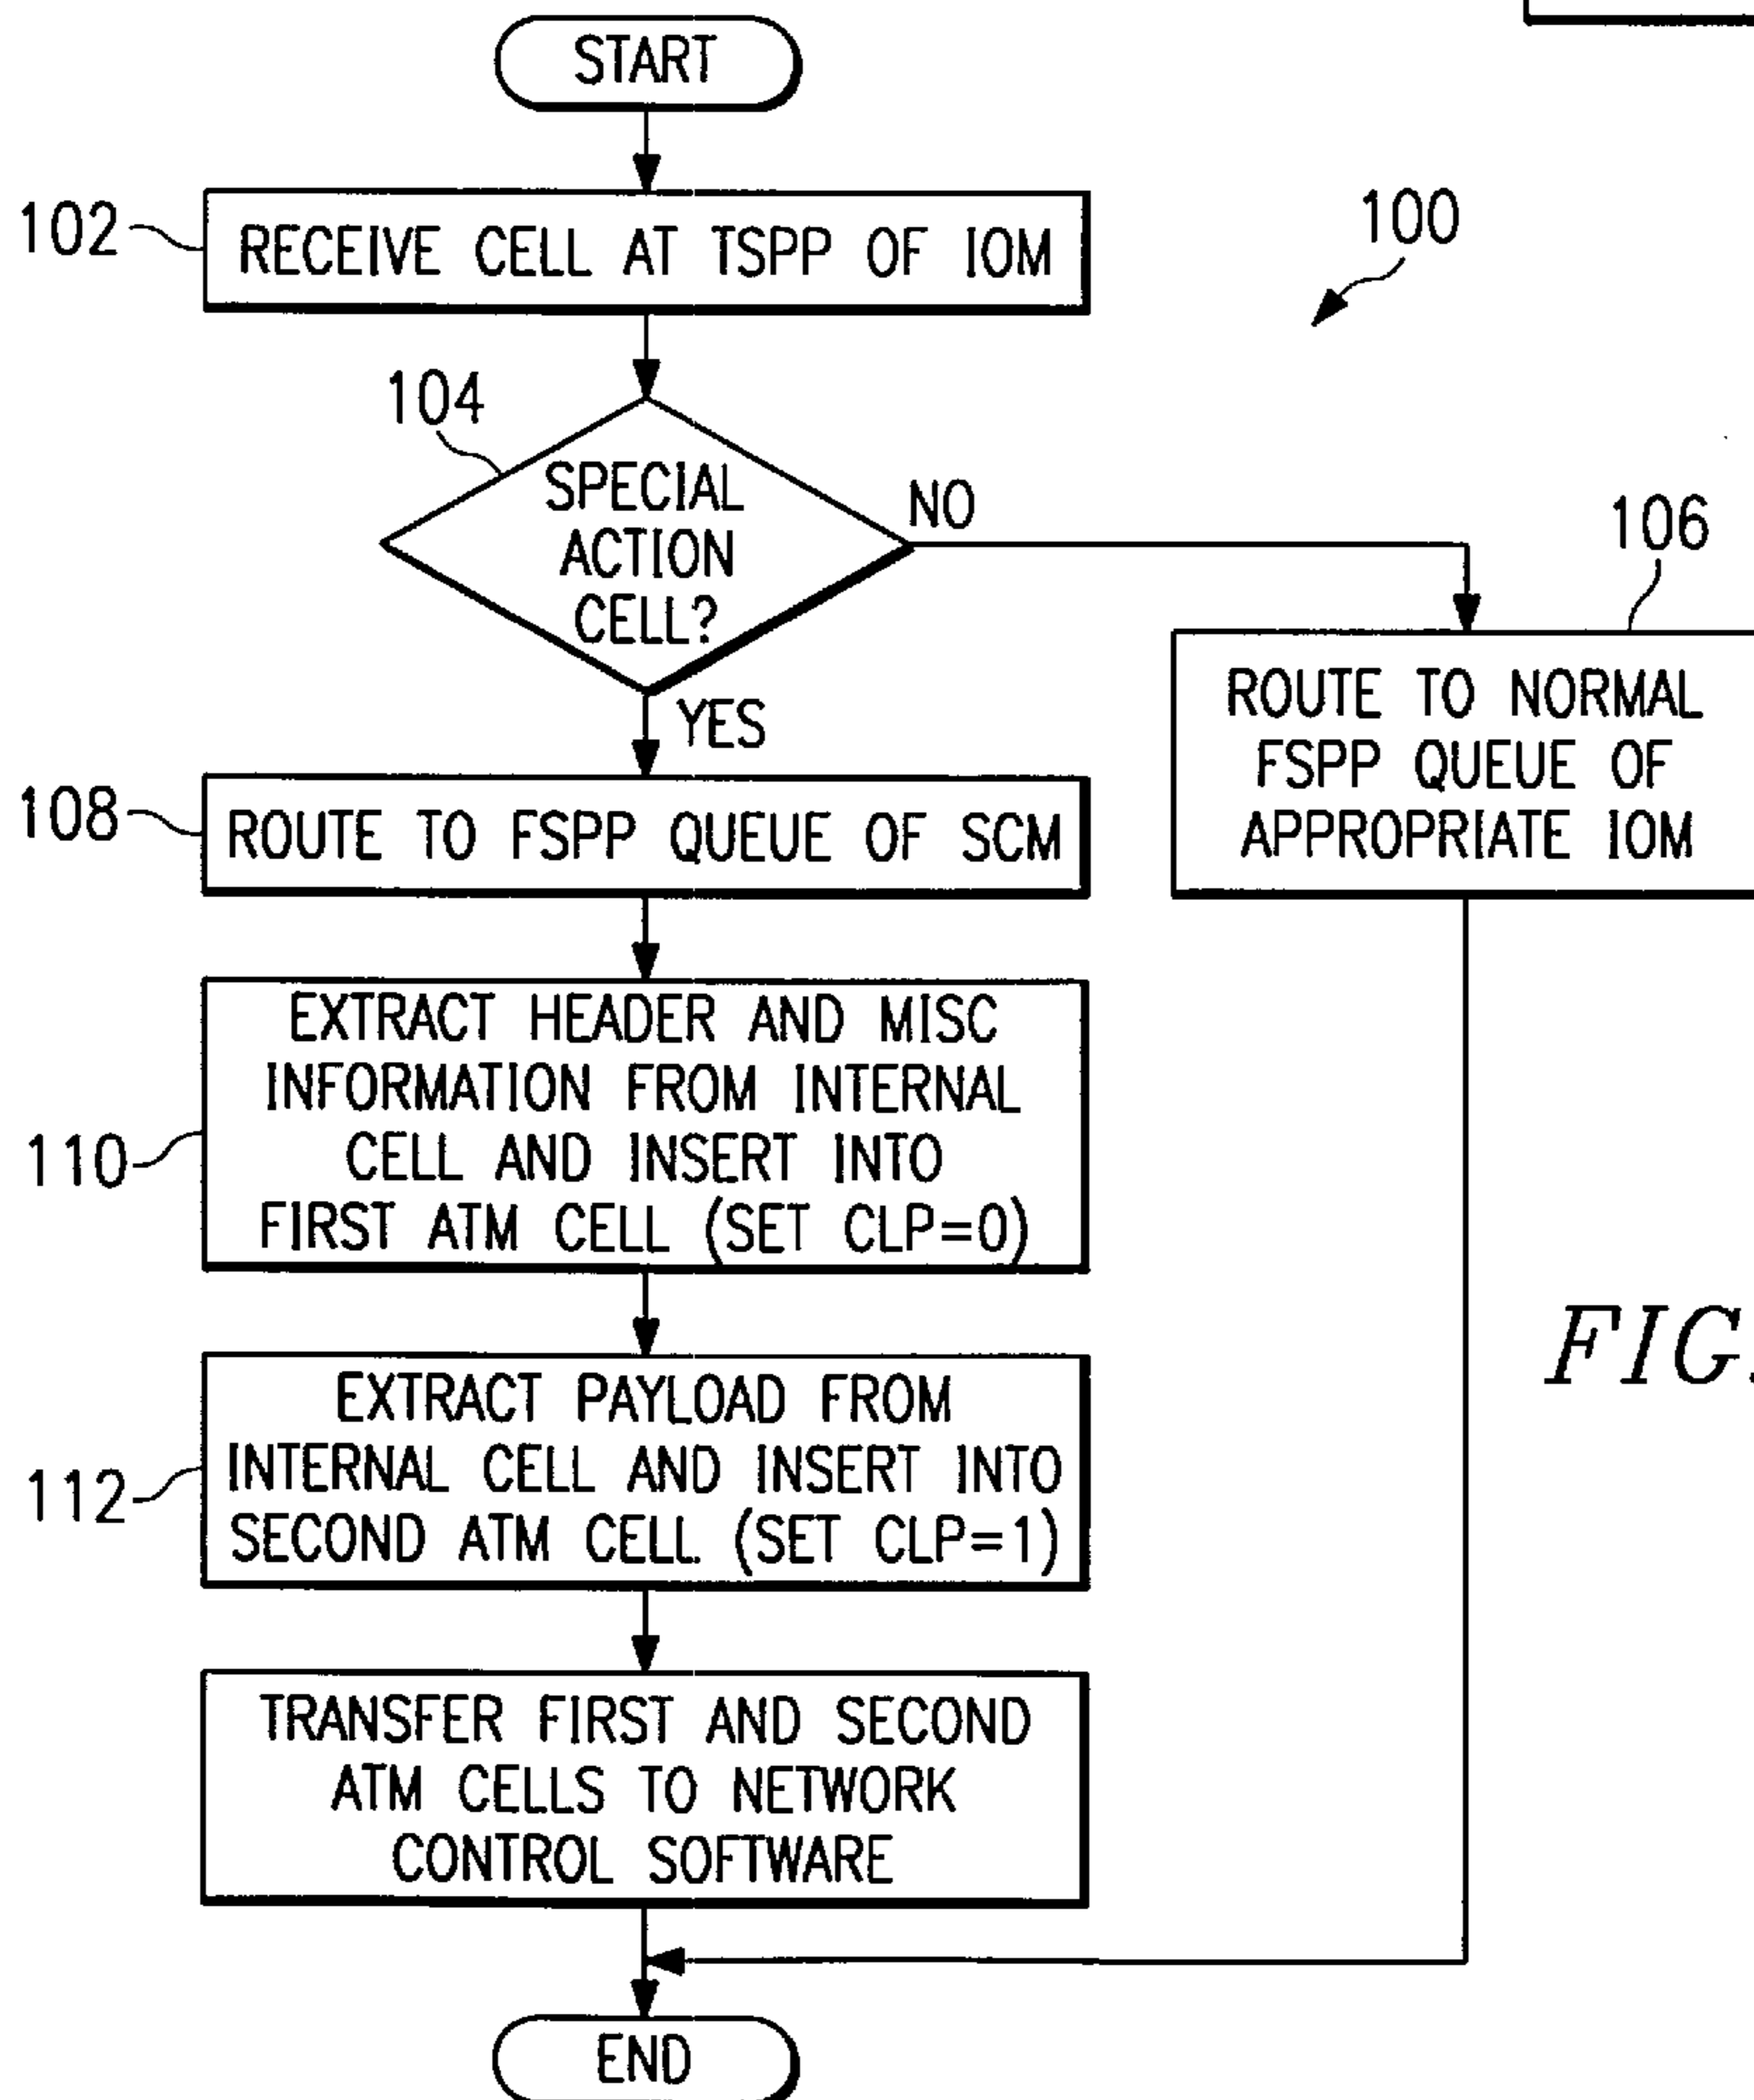 START
102
RECEIVE CELL AT TSPP OF IOM
100
104
SPECIAL
ACTION
CELL?
NO
YES
106
ROUTE TO NORMAL
FSPP QUEUE OF
APPROPRIATE IOM
108
ROUTE TO FSPP QUEUE OF SCM
110
EXTRACT HEADER AND MISC
INFORMATION FROM INTERNAL
CELL AND INSERT INTO
FIRST ATM CELL (SET CLP=0)
FIG.
112
EXTRACT PAYLOAD FROM
INTERNAL CELL AND INSERT INTO
SECOND ATM CELL (SET CLP=1)
TRANSFER FIRST AND SECOND
ATM CELLS TO NETWORK
CONTROL SOFTWARE
END